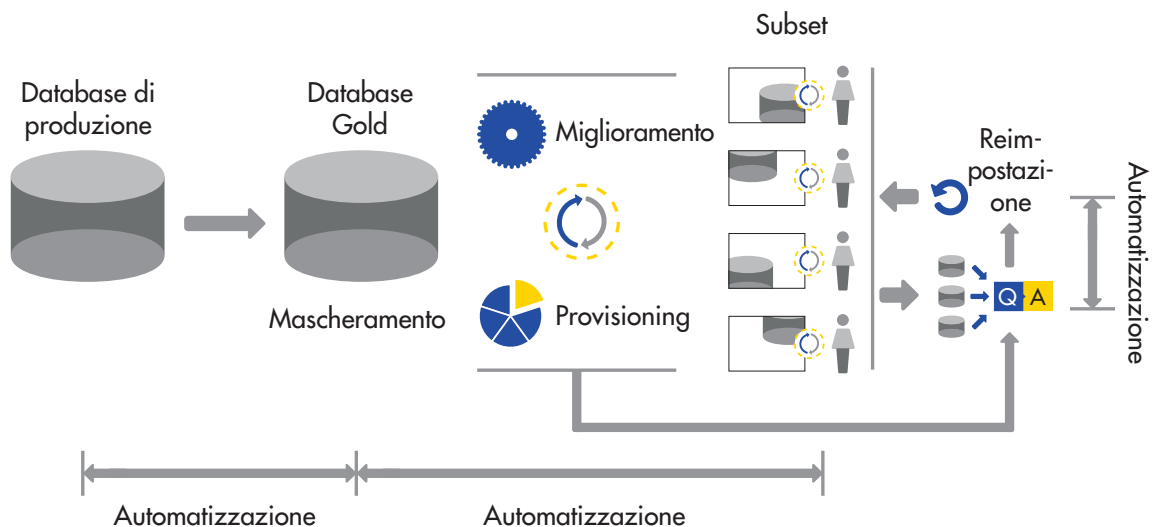 Subset
Database di
produzione
Database
Gold
Miglioramento
Reim-
postazi-
one
Automatizzazione
Q A
Mascheramento
Provisioning
Automatizzazione
Automatizzazione